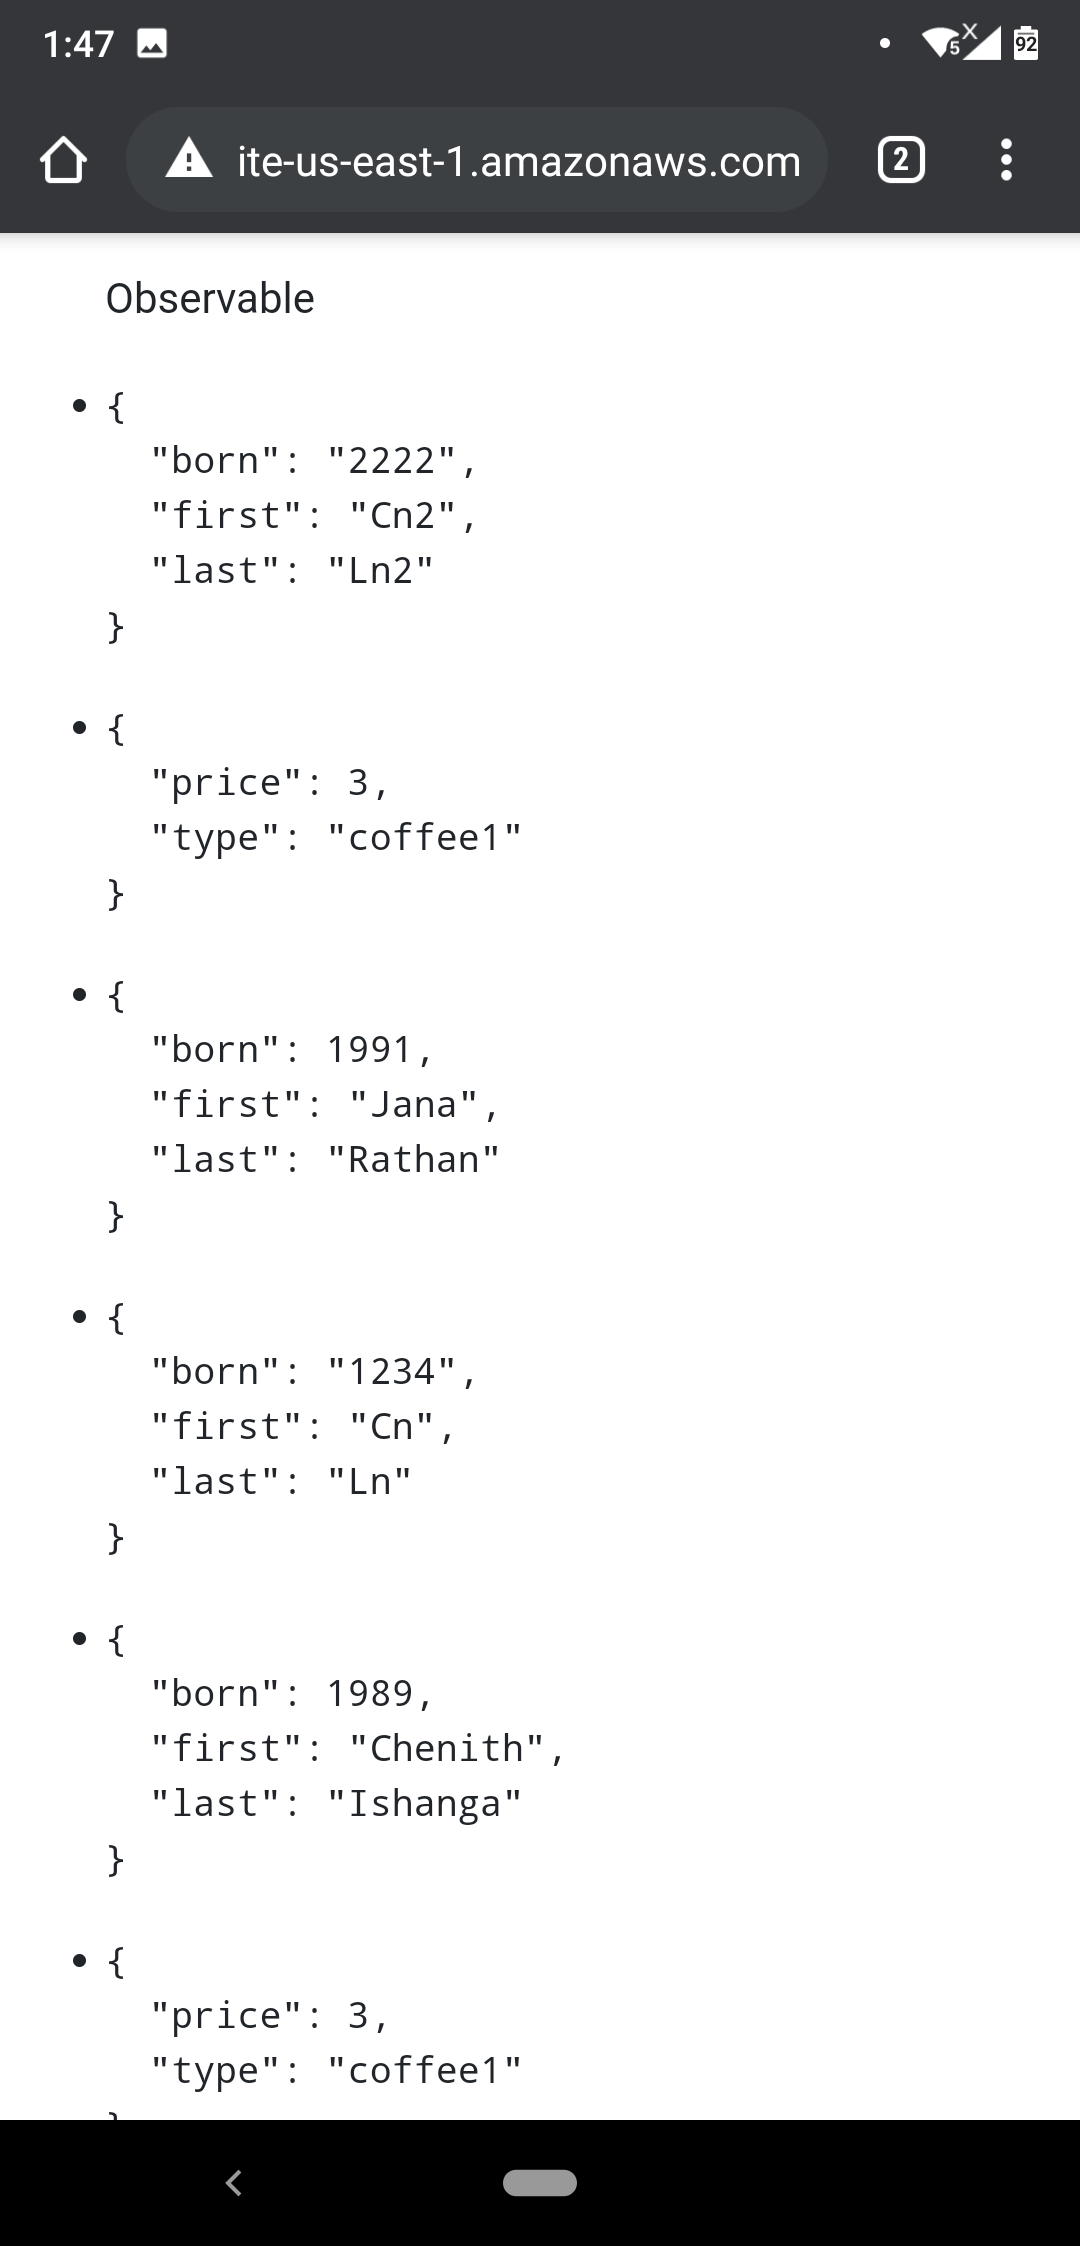 1:47
5
X
92
ite-us-east-1.amazonaws.com
2
Observable
• {
"born": "2222",
"first": "Cn2",
"last": "Ln2"
}
• {
"price": 3,
"type": "coffee1"
}
• {
"born": 1991,
"first": "Jana",
"last": "Rathan"
}
• {
"born": "1234",
"first": "Cn",
"last": "Ln"
}
• {
"born": 1989,
"first": "Chenith",
"last": "Ishanga"
}
• {
"price": 3,
"type": "coffee1"
}